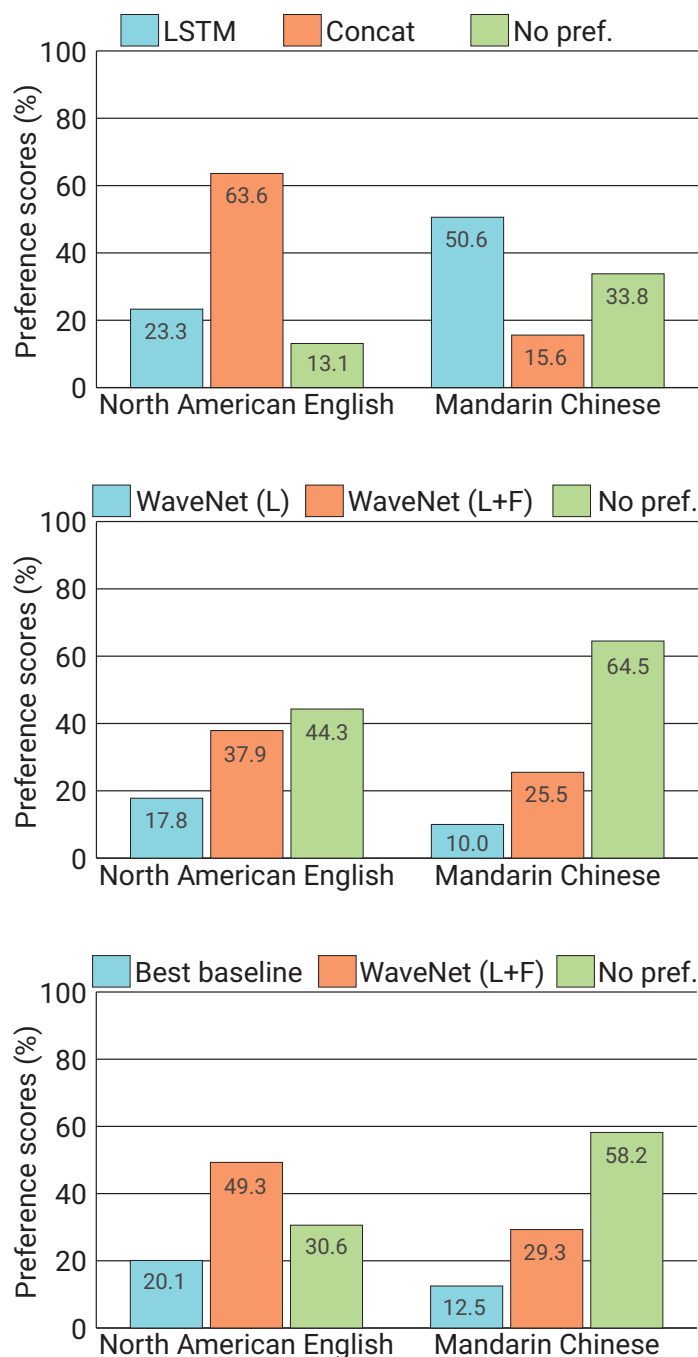 LSTM Concat No pref.
Preference scores (%)
100
80
60
40
20
0
23.3 63.6 13.1 50.6 15.6 33.8
North American English Mandarin Chinese
WaveNet (L) WaveNet (L+F) No pref.
Preference scores (%)
100
80
60
40
20
0
17.8 37.9 44.3 10.0 25.5 64.5
North American English Mandarin Chinese
Best baseline WaveNet (L+F) No pref.
Preference scores (%)
100
80
60
40
20
0
20.1 49.3 30.6 12.5 29.3 58.2
North American English Mandarin Chinese